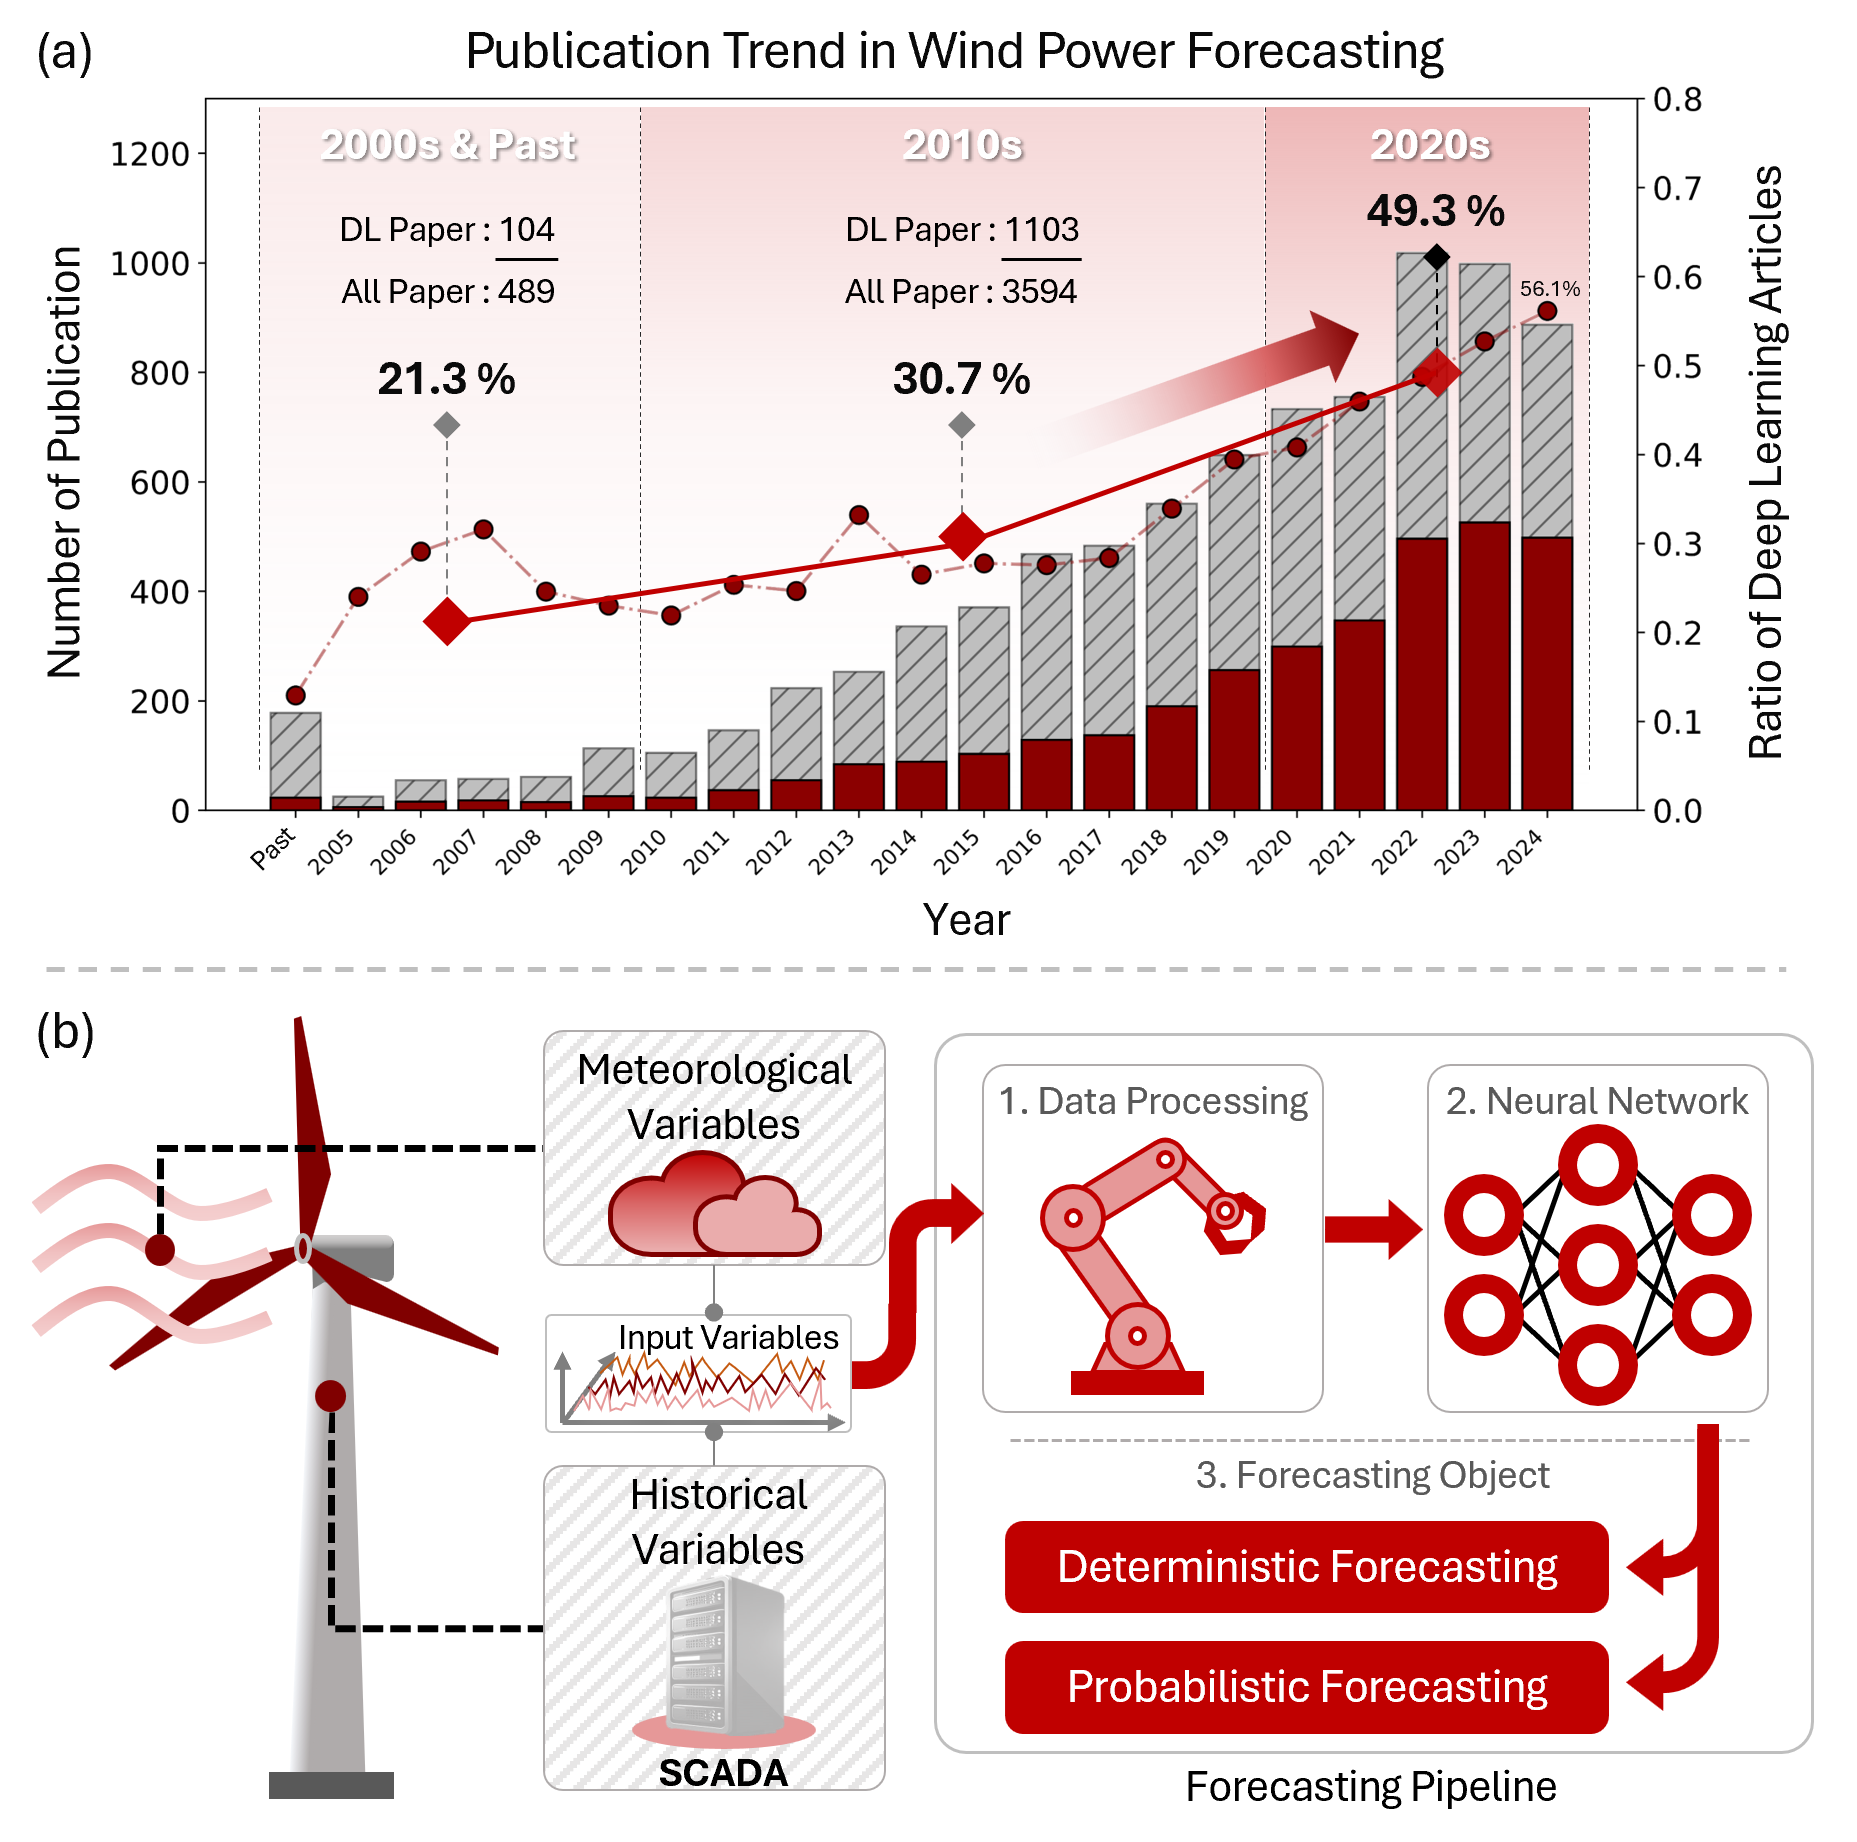 (a)
Publication Trend in Wind Power Forecasting
2000s & Past
2010s
2020s
DL Paper : 104
All Paper : 489
21.3 %
DL Paper : 1103
All Paper : 3594
30.7 %
49.3 %
56.1%
Number of Publication
1200
1000
800
600
400
200
0
Ratio of Deep Learning Articles
0.8
0.7
0.6
0.5
0.4
0.3
0.2
0.1
0.0
Past
2005
2006
2007
2008
2009
2010
2011
2012
2013
2014
2015
2016
2017
2018
2019
2020
2021
2022
2023
2024
Year
(b)
Meteorological
Variables
Input Variables
Historical
Variables
SCADA
1. Data Processing
2. Neural Network
3. Forecasting Object
Deterministic Forecasting
Probabilistic Forecasting
Forecasting Pipeline